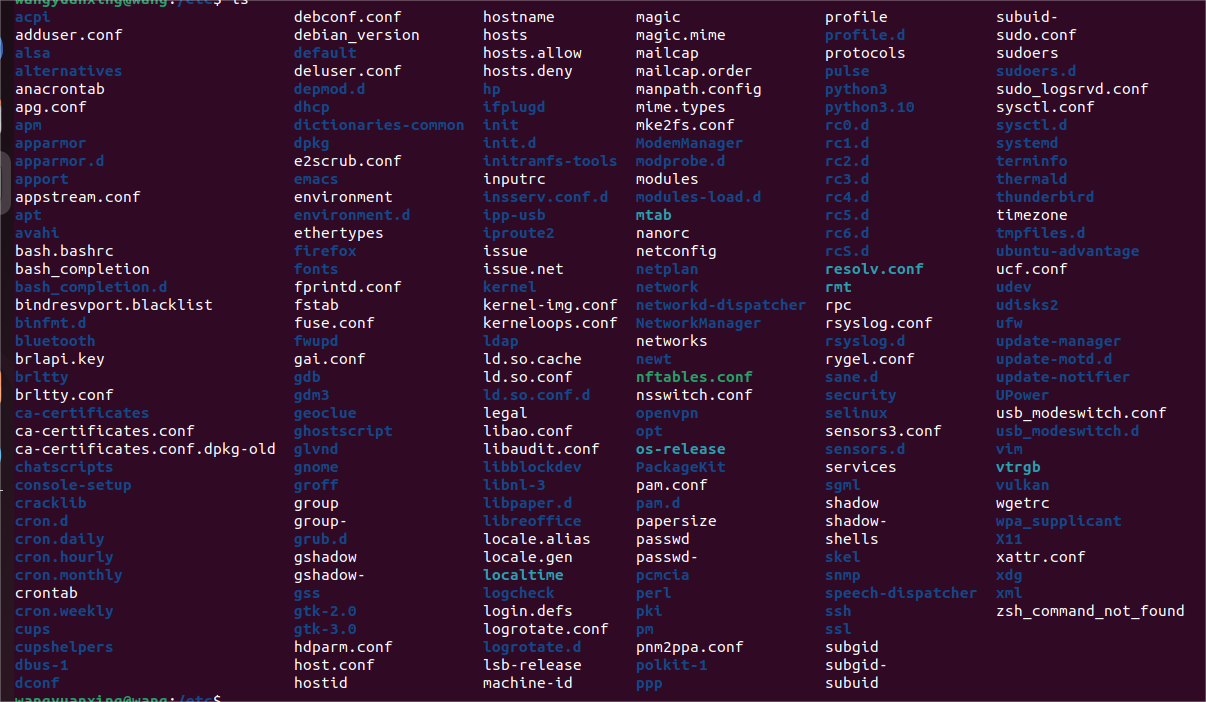 wangyuanxing@wang:/etc$ ls
acpi debconf.conf hostname magic profile subuid-
adduser.conf debian_version hosts magic.mime profile.d sudo.conf
alsa default hosts.allow mailcap protocols sudoers
alternatives deluser.conf hosts.deny mailcap.order pulse sudoers.d
anacrontab depmod.d hp manpath.config python3 sudo_logsrvd.conf
apg.conf dhcp ifplugd mime.types python3.10 sysctl.conf
apm dictionaries-common init mke2fs.conf rc0.d sysctl.d
apparmor dpkg init.d ModemManager rc1.d systemd
apparmor.d e2scrub.conf initramfs-tools modprobe.d rc2.d terminfo
apport emacs inputrc modules rc3.d thermald
appstream.conf environment insserv.conf.d modules-load.d rc4.d thunderbird
apt environment.d ipp-usb mtab rc5.d timezone
avahi ethertypes iproute2 nanorc rc6.d tmpfiles.d
bash.bashrc firefox issue netconfig rcS.d ubuntu-advantage
bash_completion fonts issue.net netplan resolv.conf ucf.conf
bash_completion.d fprintd.conf kernel network rmt udev
bindresvport.blacklist fstab kernel-img.conf networkd-dispatcher rpc udisks2
binfmt.d fuse.conf kerneloops.conf NetworkManager rsyslog.conf ufw
bluetooth fwupd ldap networks rsyslog.d update-manager
brlapi.key gai.conf ld.so.cache newt rygel.conf update-motd.d
brltty gdb ld.so.conf nftables.conf sane.d update-notifier
brltty.conf gdm3 ld.so.conf.d nsswitch.conf security UPower
ca-certificates geoclue legal openvpn selinux usb_modeswitch.conf
ca-certificates.conf ghostscript libao.conf opt sensors3.conf usb_modeswitch.d
ca-certificates.conf.dpkg-old glvnd libaudit.conf os-release sensors.d vim
chatscripts gnome libblockdev PackageKit services vtrgb
console-setup groff libnl-3 pam.conf sgml vulkan
cracklib group libpaper.d pam.d shadow wgetrc
cron.d group- libreoffice papersize shadow- wpa_supplicant
cron.daily grub.d locale.alias passwd shells X11
cron.hourly gshadow locale.gen passwd- skel xattr.conf
cron.monthly gshadow- localtime pcmcia snmp xdg
crontab gss logcheck perl speech-dispatcher xml
cron.weekly gtk-2.0 login.defs pki ssh zsh_command_not_found
cups gtk-3.0 logrotate.conf pm ssl
cupshelpers hdparm.conf logrotate.d pnm2ppa.conf subgid
dbus-1 host.conf lsb-release polkit-1 subgid-
dconf hostid machine-id ppp subuid
wangyuanxing@wang:/etc$